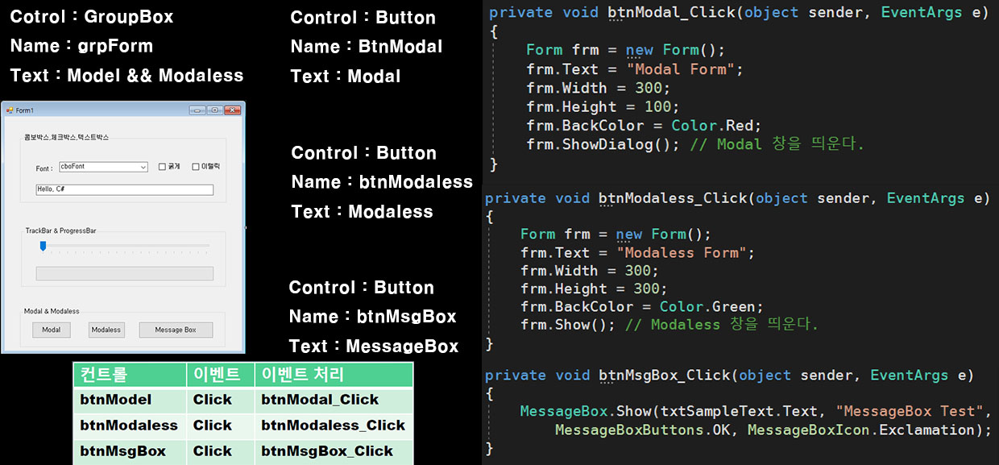 Cotrol : GroupBox
Name : grpForm
Text : Model && Modaless
Control : Button
Name : BtnModal
Text : Modal
Form1
콤보박스,체크박스,텍스트박스
Font : cboFont 굵게 이텔릭
Hello, C#
TrackBar & ProgressBar
Modal & Modaless
Modal Modaless Message Box
Control : Button
Name : btnModaless
Text : Modaless
Control : Button
Name : btnMsgBox
Text : MessageBox
컨트롤 이벤트 이벤트 처리
btnModel Click btnModal_Click
btnModaless Click btnModaless_Click
btnMsgBox Click btnMsgBox_Click
private void btnModal_Click(object sender, EventArgs e)
{
Form frm = new Form();
frm.Text = "Modal Form";
frm.Width = 300;
frm.Height = 100;
frm.BackColor = Color.Red;
frm.ShowDialog(); // Modal 창을 띄운다.
}
private void btnModaless_Click(object sender, EventArgs e)
{
Form frm = new Form();
frm.Text = "Modaless Form";
frm.Width = 300;
frm.Height = 300;
frm.BackColor = Color.Green;
frm.Show(); // Modaless 창을 띄운다.
}
private void btnMsgBox_Click(object sender, EventArgs e)
{
MessageBox.Show(txtSampleText.Text, "MessageBox Test",
MessageBoxButtons.OK, MessageBoxIcon.Exclamation);
}